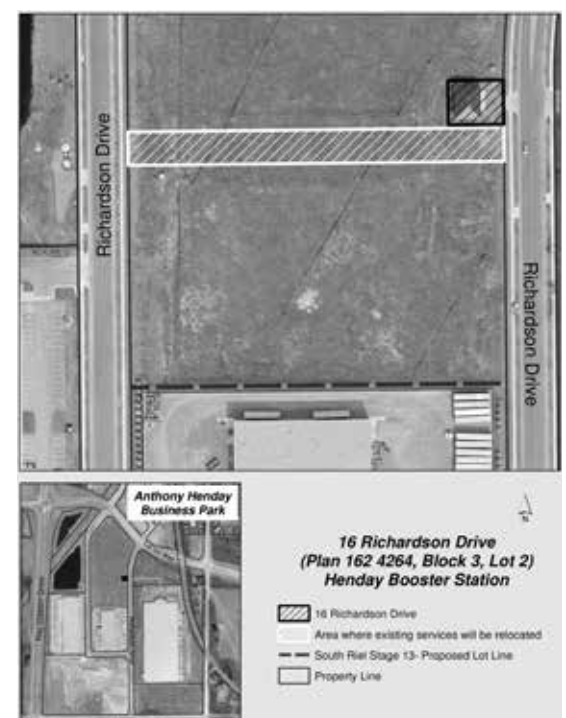 Richardson Drive
Richardson Drive
Anthony Henday
Business Park
16 Richardson Drive
(Plan 162 4264, Block 3, Lot 2)
Henday Booster Station
16 Richardson Drive
Area where existing services will be relocated
South Riel Stage 13- Proposed Lot Line
Property Line